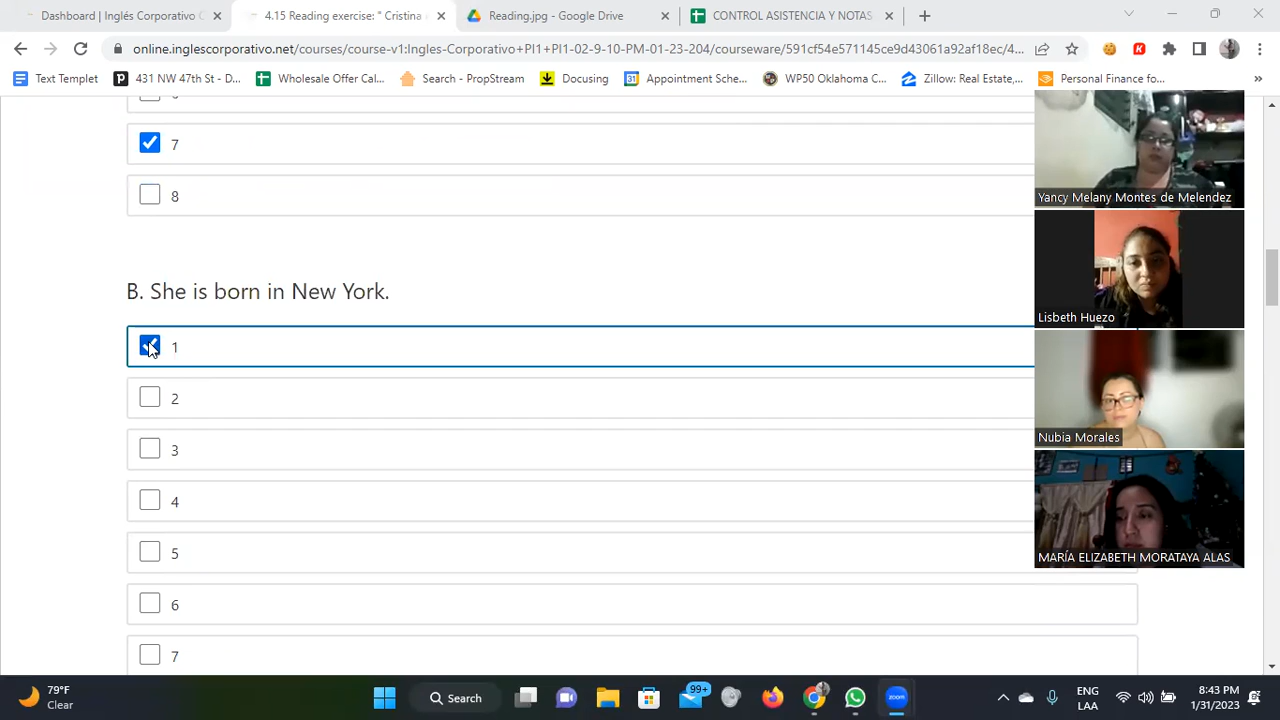 Dashboard | Inglés Corporativo C
4.15 Reading exercise: " Cristina
Reading.jpg - Google Drive
CONTROL ASISTENCIA Y NOTAS
online.inglescorporativo.net/courses/course-v1:Ingles-Corporativo+PI1+PI1-02-9-10-PM-01-23-204/courseware/591cf54e571145ce9d43061a92af18ec/4...
Text Templet
431 NW 47th St - D...
Wholesale Offer Cal...
Search - PropStream
Docusing
Appointment Sche...
WP50 Oklahoma C...
Zillow: Real Estate,...
Personal Finance fo...
»
7
8
B. She is born in New York.
1
2
3
4
5
6
7
Yancy Melany Montes de Melendez
Lisbeth Huezo
Nubia Morales
MARÍA ELIZABETH MORATAYA ALAS
79°F
Clear
Search
99+
zoom
ENG
LAA
8:43 PM
1/31/2023